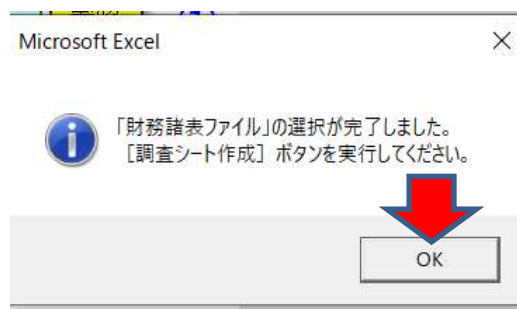 Microsoft Excel
「財務諸表ファイル」の選択が完了しました。
［調査シート作成］ボタンを実行してください。
OK